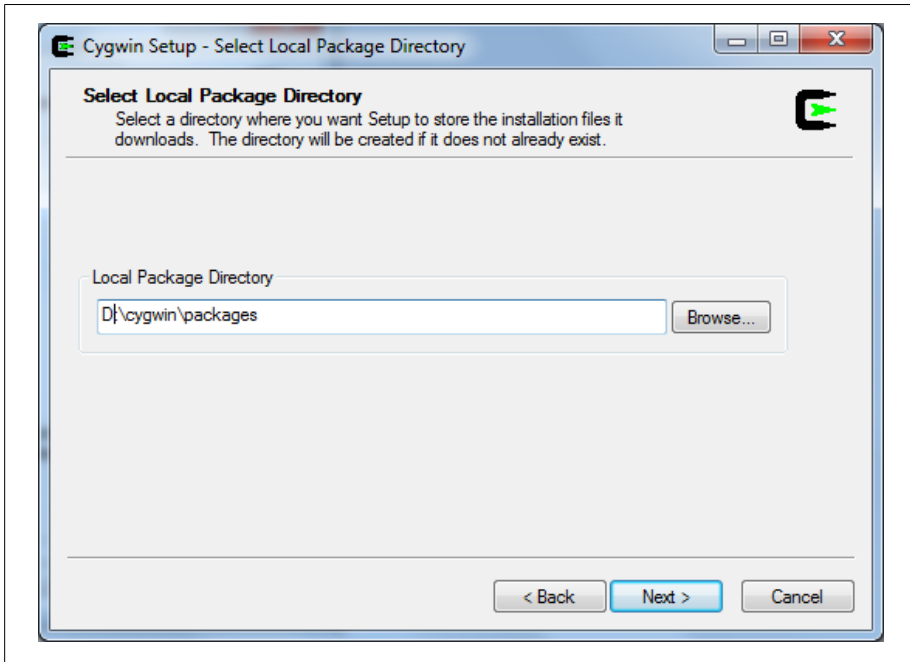 Cygwin Setup - Select Local Package Directory
Select Local Package Directory
Select a directory where you want Setup to store the installation files it
downloads. The directory will be created if it does not already exist.
Local Package Directory
D:\cygwin\packages
Browse...
< Back
Next >
Cancel